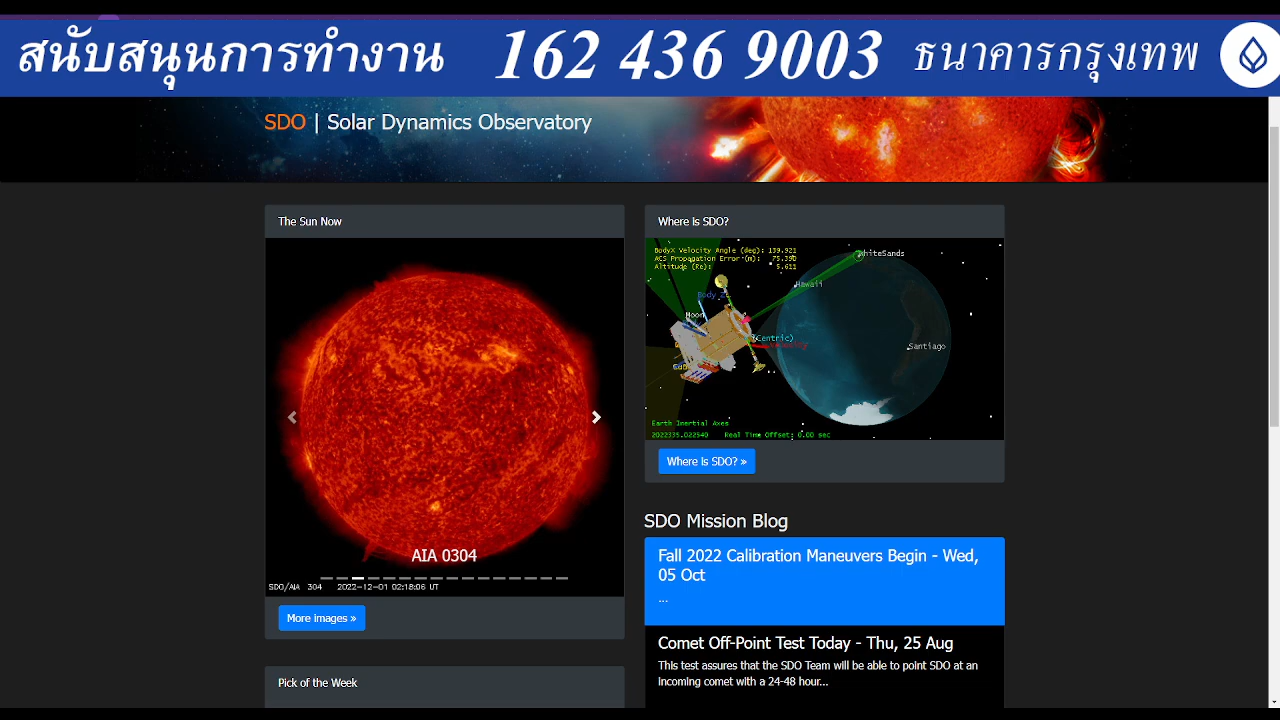 สนับสนุนการทำงาน 162 436 9003 ธนาคารกรุงเทพ
SDO | Solar Dynamics Observatory
The Sun Now
AIA 0304
SDO/AIA 304 2022-12-01 02:18:06 UT
More images »
Pick of the Week
Where is SDO?
BodyX Velocity Angle (deg): 139.921
ACS Propagation Error (m): 75.390
Altitude (Re): 5.611
WhiteSands
Hawaii
Body Z
Moon
(Centric)
Santiago
Earth Inertial Axes
2022335.022540 Real Time Offset: 0.00 sec
Where is SDO? »
SDO Mission Blog
Fall 2022 Calibration Maneuvers Begin - Wed,
05 Oct
...
Comet Off-Point Test Today - Thu, 25 Aug
This test assures that the SDO Team will be able to point SDO at an
incoming comet with a 24-48 hour...